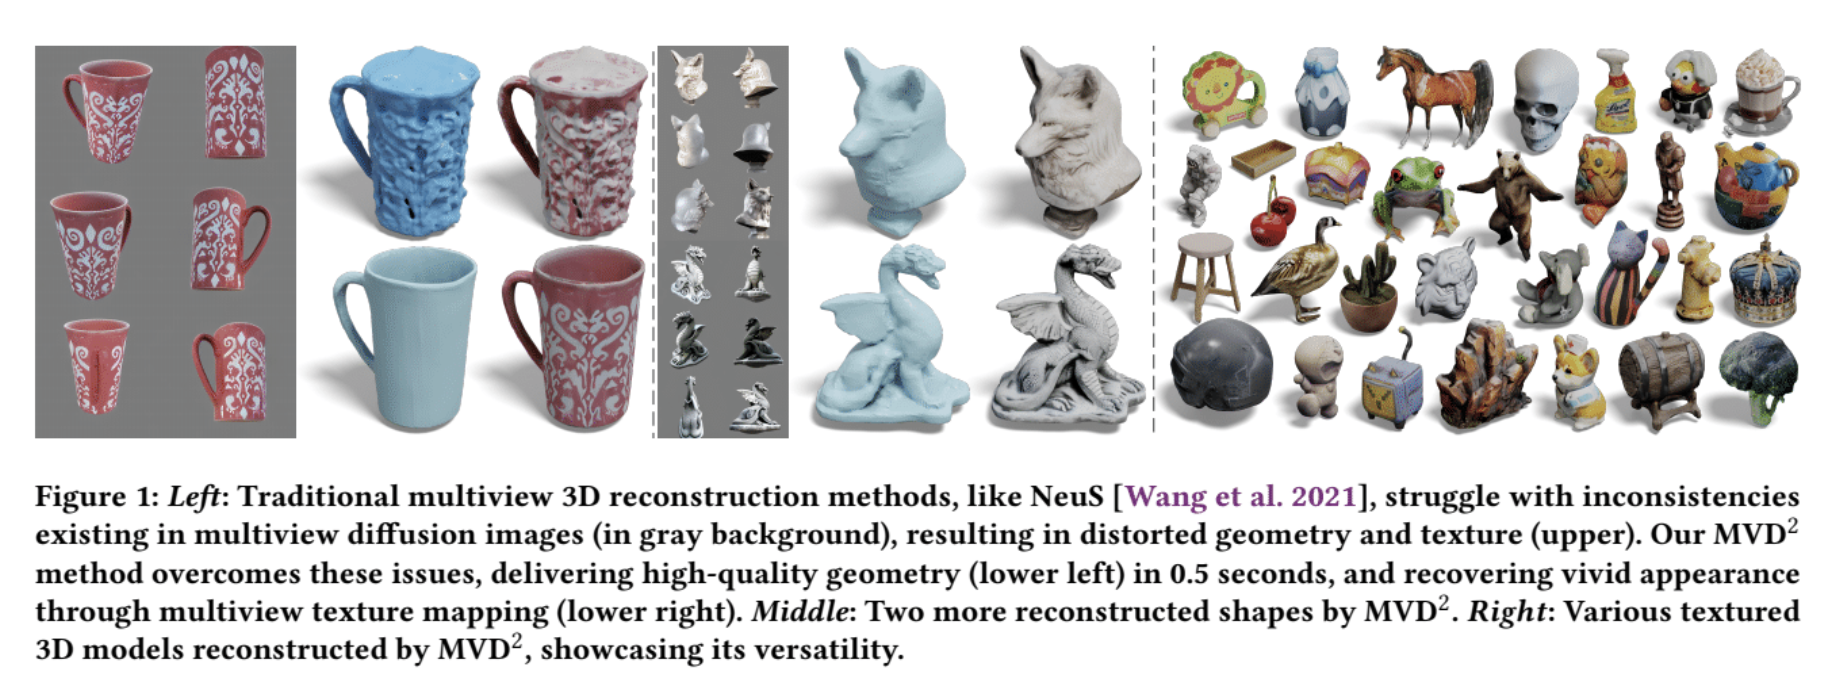 Figure 1: Left: Traditional multiview 3D reconstruction methods, like NeuS [Wang et al. 2021], struggle with inconsistencies
existing in multiview diffusion images (in gray background), resulting in distorted geometry and texture (upper). Our MVD²
method overcomes these issues, delivering high-quality geometry (lower left) in 0.5 seconds, and recovering vivid appearance
through multiview texture mapping (lower right). Middle: Two more reconstructed shapes by MVD². Right: Various textured
3D models reconstructed by MVD², showcasing its versatility.